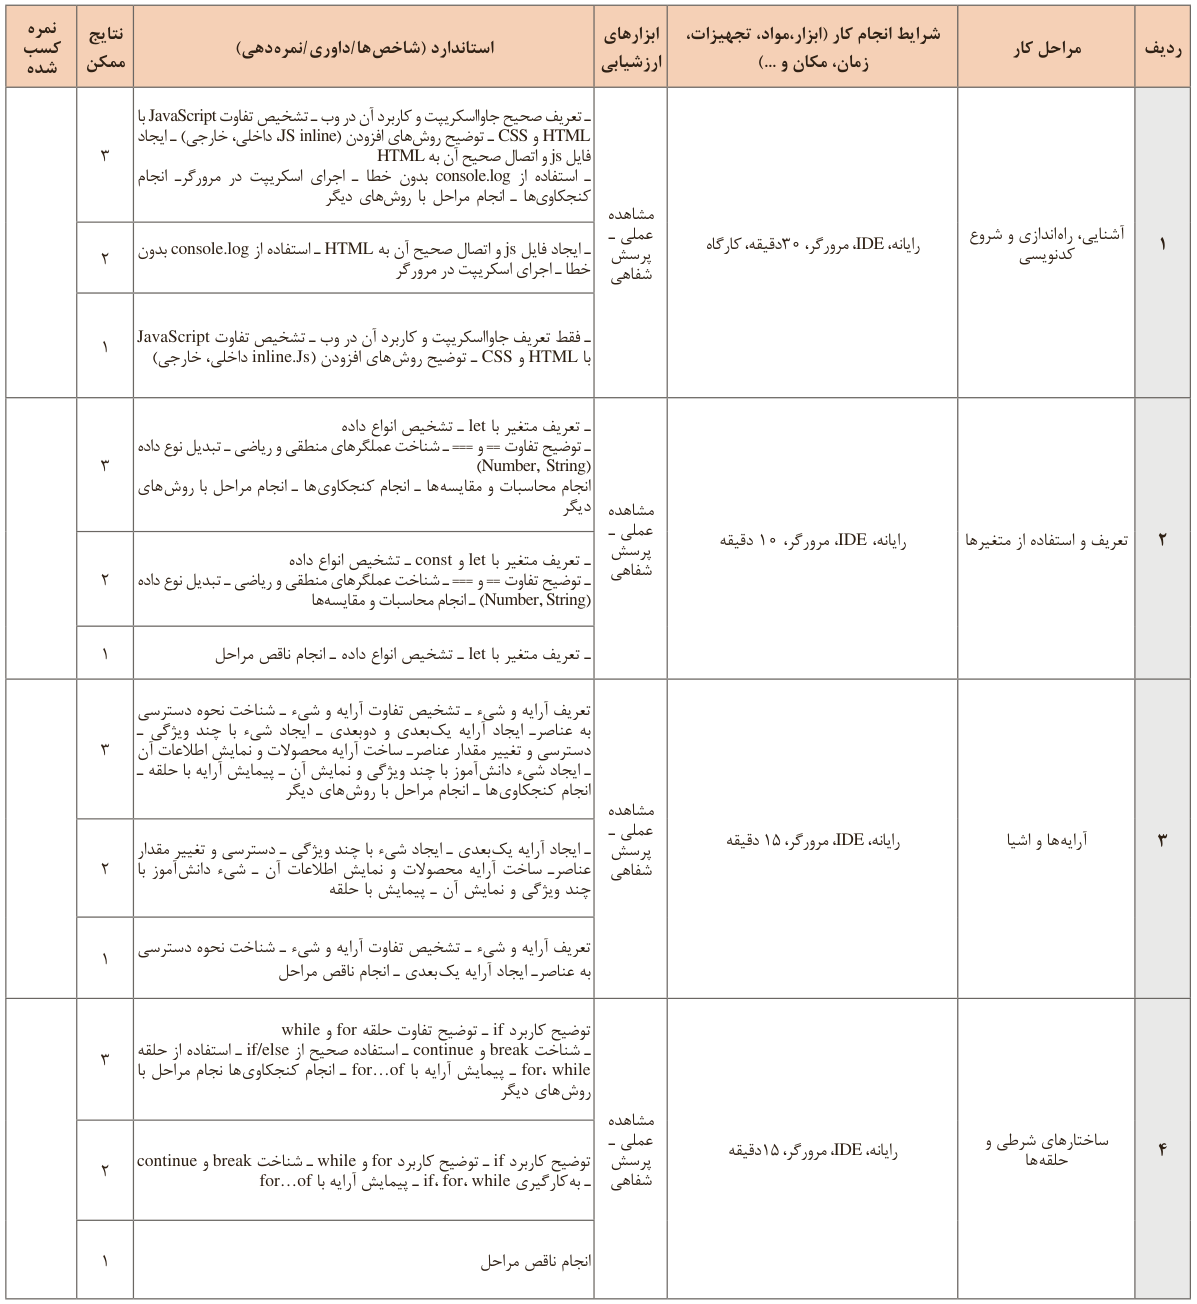 ردیف
مراحل کار
شرایط انجام کار (ابزار،مواد، تجهیزات،
زمان، مکان و ...)
ابزارهای
ارزشیابی
استاندارد (شاخص‌ها/داوری/نمره‌دهی)
نتایج
ممکن
نمره
کسب
شده
۱
آشنایی، راه‌اندازی و شروع
کدنویسی
رایانه، IDE، مرورگر، ۳۰دقیقه، کارگاه
مشاهده
عملی ـ
پرسش
شفاهی
ـ تعریف صحیح جاوااسکریپت و کاربرد آن در وب ـ تشخیص تفاوت JavaScript با
HTML و CSS ـ توضیح روش‌های افزودن (JS inline، داخلی، خارجی) ـ ایجاد
فایل js و اتصال صحیح آن به HTML
ـ استفاده از console.log بدون خطا ـ اجرای اسکریپت در مرورگرـ انجام
کنجکاوی‌ها ـ انجام مراحل با روش‌های دیگر
۳
ـ ایجاد فایل js و اتصال صحیح آن به HTML ـ استفاده از console.log بدون
خطا ـ اجرای اسکریپت در مرورگر
۲
ـ فقط تعریف جاوااسکریپت و کاربرد آن در وب ـ تشخیص تفاوت JavaScript
با HTML و CSS ـ توضیح روش‌های افزودن (inline.Js داخلی، خارجی)
۱
۲
تعریف و استفاده از متغیرها
رایانه، IDE، مرورگر، ۱۰ دقیقه
مشاهده
عملی ـ
پرسش
شفاهی
ـ تعریف متغیر با let ـ تشخیص انواع داده
ـ توضیح تفاوت == و === ـ شناخت عملگرهای منطقی و ریاضی ـ تبدیل نوع داده
(Number, String)
انجام محاسبات و مقایسه‌ها ـ انجام کنجکاوی‌ها ـ انجام مراحل با روش‌های
دیگر
۳
ـ تعریف متغیر با let و const ـ تشخیص انواع داده
ـ توضیح تفاوت == و === ـ شناخت عملگرهای منطقی و ریاضی ـ تبدیل نوع داده
(Number, String) ـ انجام محاسبات و مقایسه‌ها
۲
ـ تعریف متغیر با let ـ تشخیص انواع داده ـ انجام ناقص مراحل
۱
۳
آرایه‌ها و اشیا
رایانه، IDE، مرورگر، ۱۵ دقیقه
مشاهده
عملی ـ
پرسش
شفاهی
تعریف آرایه و شیء ـ تشخیص تفاوت آرایه و شیء ـ شناخت نحوه دسترسی
به عناصرـ ایجاد آرایه یک‌بعدی و دوبعدی ـ ایجاد شیء با چند ویژگی ـ
دسترسی و تغییر مقدار عناصرـ ساخت آرایه محصولات و نمایش اطلاعات آن
ـ ایجاد شیء دانش‌آموز با چند ویژگی و نمایش آن ـ پیمایش آرایه با حلقه ـ
انجام کنجکاوی‌ها ـ انجام مراحل با روش‌های دیگر
۳
ـ ایجاد آرایه یک‌بعدی ـ ایجاد شیء با چند ویژگی ـ دسترسی و تغییر مقدار
عناصرـ ساخت آرایه محصولات و نمایش اطلاعات آن ـ شیء دانش‌آموز با
چند ویژگی و نمایش آن ـ پیمایش با حلقه
۲
تعریف آرایه و شیء ـ تشخیص تفاوت آرایه و شیء ـ شناخت نحوه دسترسی
به عناصرـ ایجاد آرایه یک‌بعدی ـ انجام ناقص مراحل
۱
۴
ساختارهای شرطی و
حلقه‌ها
رایانه، IDE، مرورگر، ۱۵دقیقه
مشاهده
عملی ـ
پرسش
شفاهی
توضیح کاربرد if ـ توضیح تفاوت حلقه for و while
ـ شناخت break و continue ـ استفاده صحیح از if/else ـ استفاده از حلقه
for، while ـ پیمایش آرایه با for…of ـ انجام کنجکاوی‌ها نجام مراحل با
روش‌های دیگر
۳
توضیح کاربرد if ـ توضیح کاربرد for و while ـ شناخت break و continue
ـ به‌کارگیری if، for، while ـ پیمایش آرایه با for…of
۲
انجام ناقص مراحل
۱